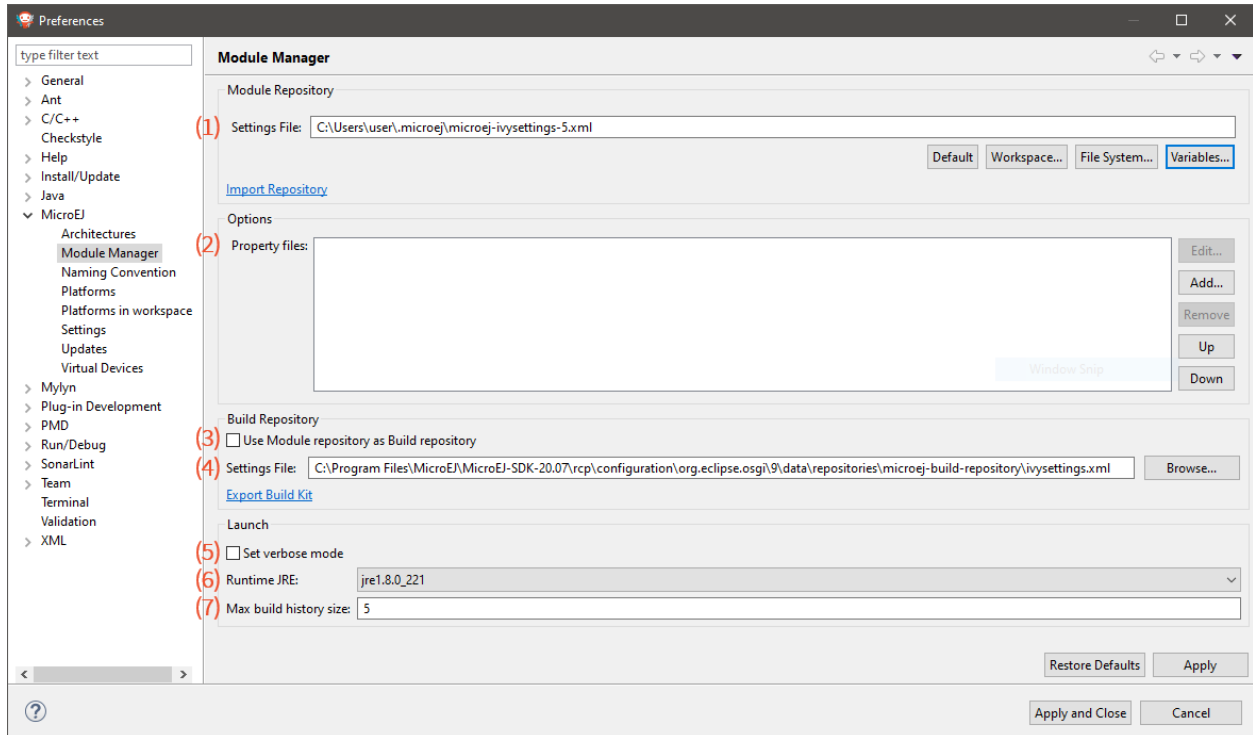 Preferences
type filter text
General
Ant
C/C++
Checkstyle
Help
Install/Update
Java
MicroEJ
Architectures
Module Manager
Naming Convention
Platforms
Platforms in workspace
Settings
Updates
Virtual Devices
Mylyn
Plug-in Development
PMD
Run/Debug
SonarLint
Team
Terminal
Validation
XML
Module Manager
Module Repository
(1) Settings File: C:\Users\user\.microej\microej-ivysettings-5.xml
Default Workspace... File System... Variables...
Import Repository
Options
(2) Property files:
Edit...
Add...
Remove
Up
Window Snip
Down
Build Repository
(3) Use Module repository as Build repository
(4) Settings File: C:\Program Files\MicroEJ\MicroEJ-SDK-20.07\rcp\configuration\org.eclipse.osgi\9\data\repositories\microej-build-repository\ivysettings.xml Browse...
Export Build Kit
Launch
(5) Set verbose mode
(6) Runtime JRE: jre1.8.0_221
(7) Max build history size: 5
Restore Defaults Apply
? Apply and Close Cancel